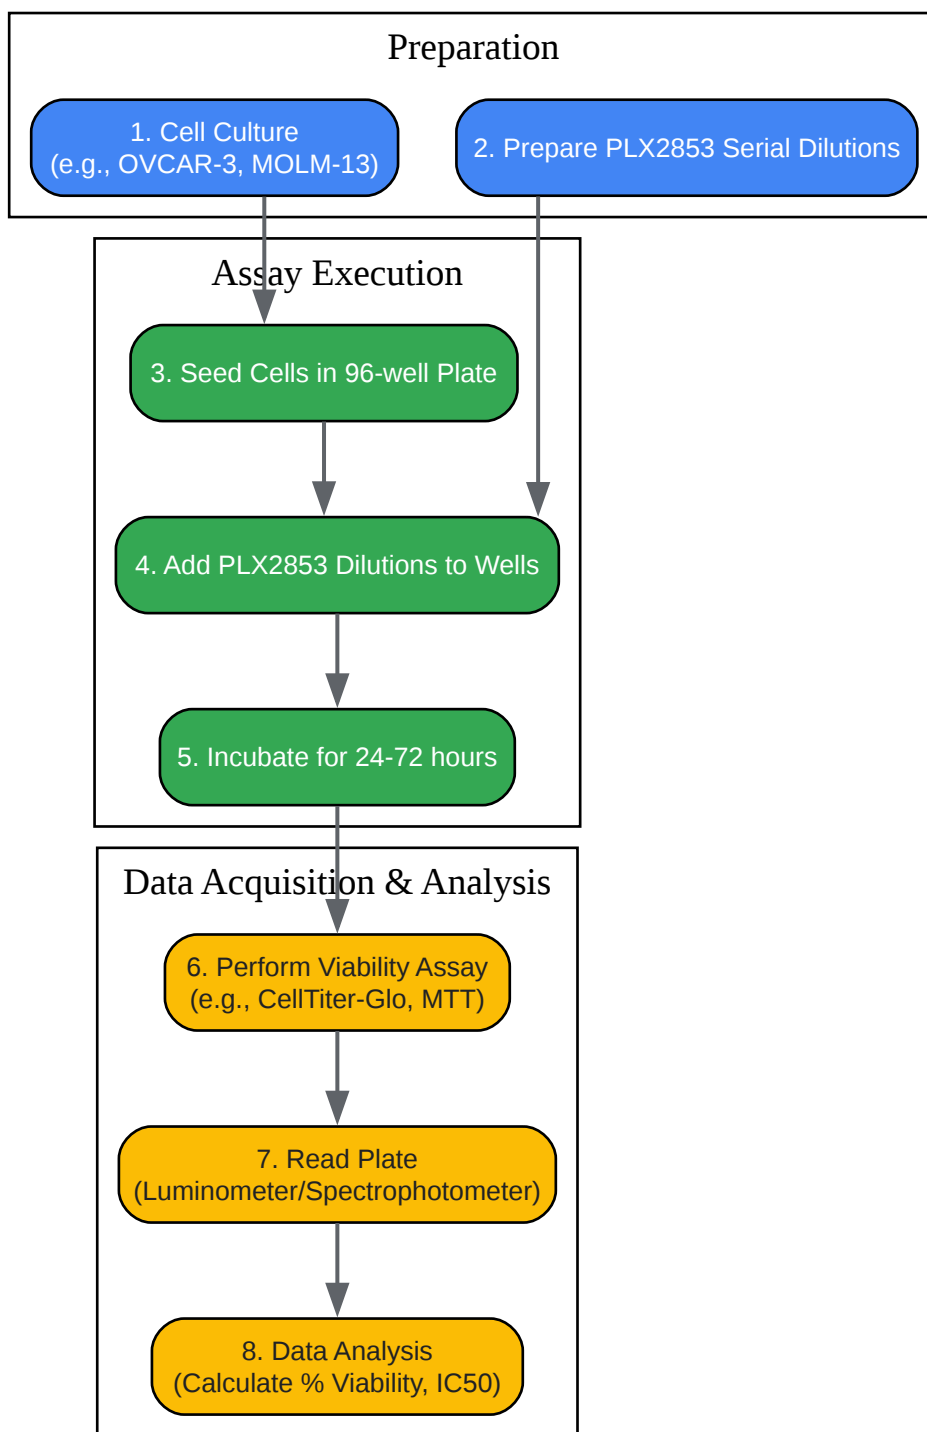 Preparation
1. Cell Culture
(e.g., OVCAR-3, MOLM-13)
2. Prepare PLX2853 Serial Dilutions
Assay Execution
3. Seed Cells in 96-well Plate
4. Add PLX2853 Dilutions to Wells
5. Incubate for 24-72 hours
Data Acquisition & Analysis
6. Perform Viability Assay
(e.g., CellTiter-Glo, MTT)
7. Read Plate
(Luminometer/Spectrophotometer)
8. Data Analysis
(Calculate % Viability, IC50)